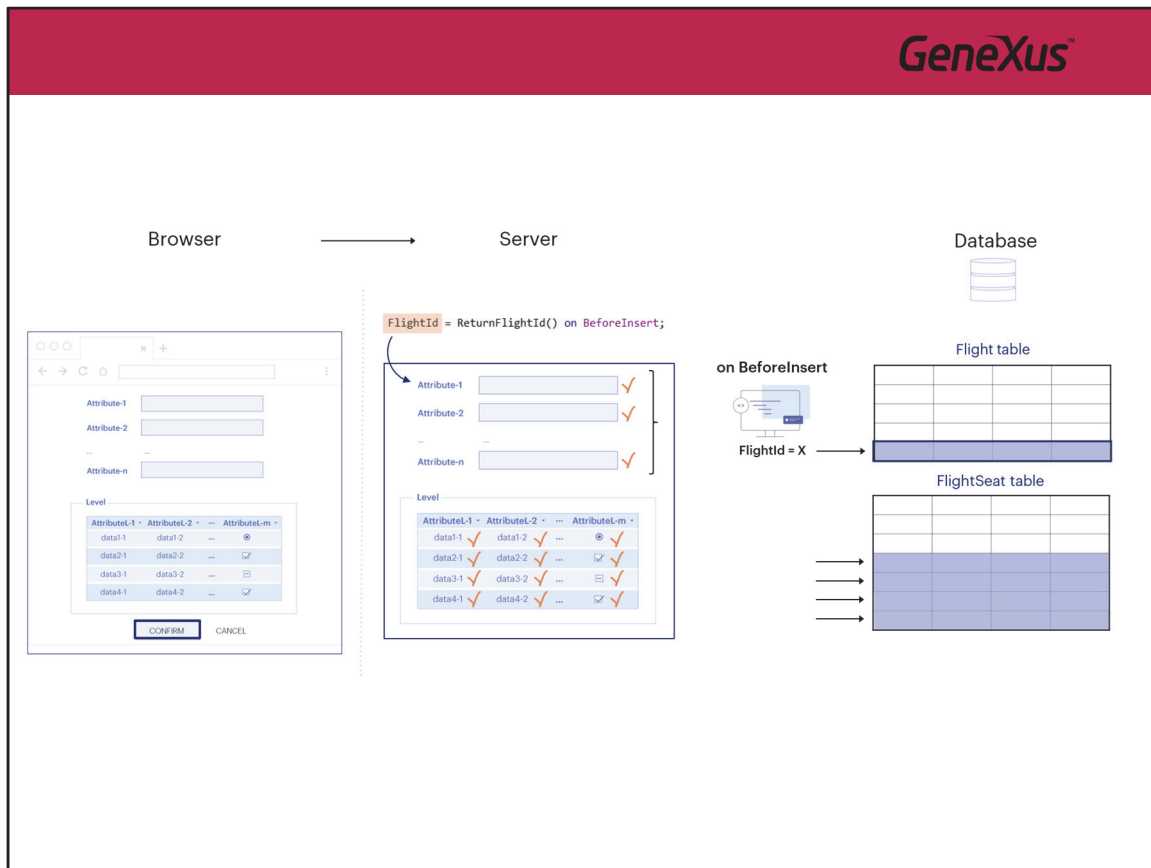 GeneXus™
Browser
Server
Database
FlightId = ReturnFlightId() on BeforeInsert;
Attribute-1
Attribute-2
... ...
Attribute-n
Level
AttributeL-1 AttributeL-2 ... AttributeL-m
data1-1 data1-2 ...
data2-1 data2-2 ...
data3-1 data3-2 ...
data4-1 data4-2 ...
CONFIRM CANCEL
Attribute-1
Attribute-2
... ...
Attribute-n
Level
AttributeL-1 AttributeL-2 ... AttributeL-m
data1-1 data1-2 ...
data2-1 data2-2 ...
data3-1 data3-2 ...
data4-1 data4-2 ...
on BeforeInsert
FlightId = X
Flight table
FlightSeat table